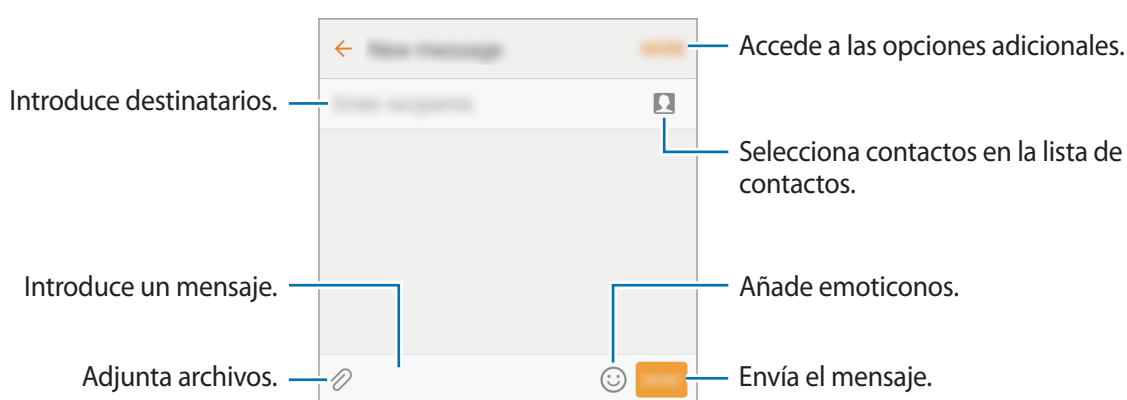 Accede a las opciones adicionales.
Introduce destinatarios.
Selecciona contactos en la lista de
contactos.
Introduce un mensaje.
Añade emoticonos.
Adjunta archivos.
Envía el mensaje.